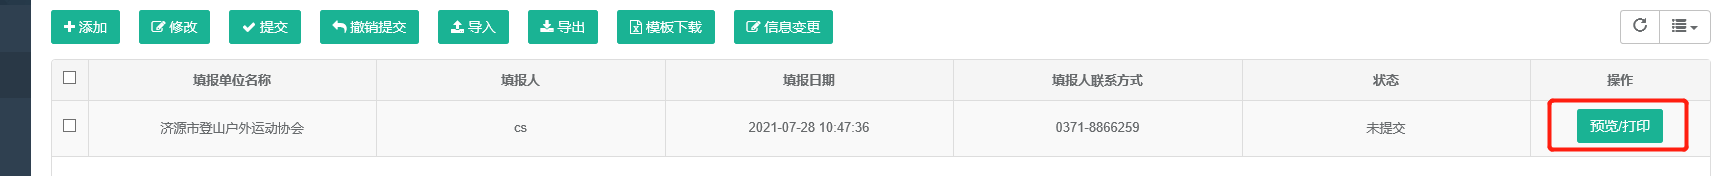 添加 修改 提交 撤销提交 导入 导出 模板下载 信息变更
填报单位名称 填报人 填报日期 填报人联系方式 状态 操作
济源市登山户外运动协会 cs 2021-07-28 10:47:36 0371-8866259 未提交 预览/打印